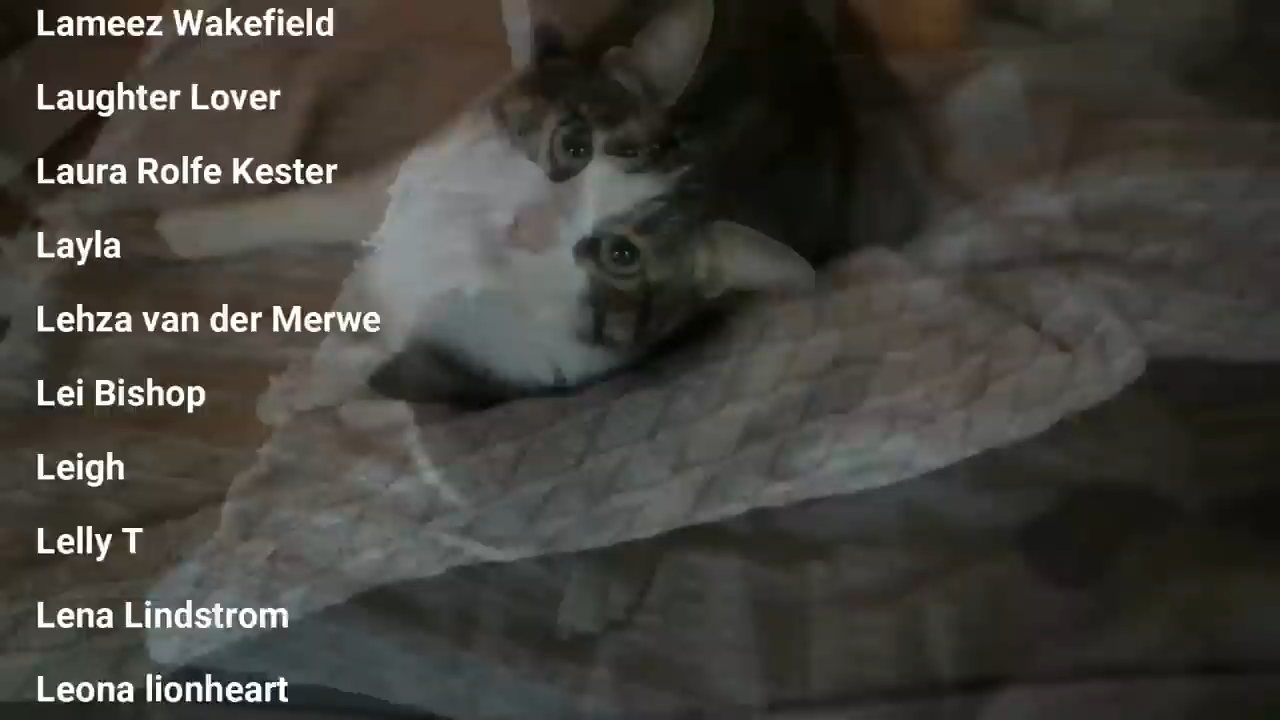 Lameez Wakefield
Laughter Lover
Laura Rolfe Kester
Layla
Lehza van der Merwe
Lei Bishop
Leigh
Lelly T
Lena Lindstrom
Leona lionheart